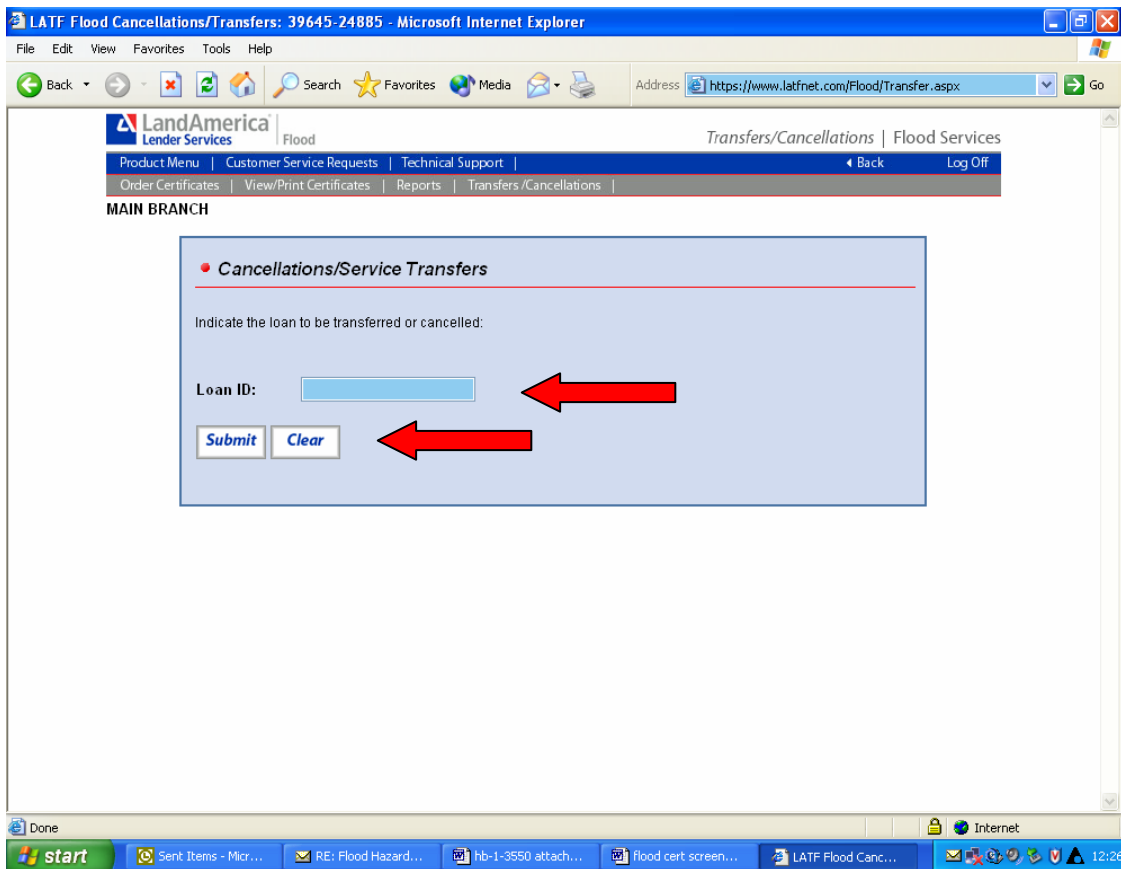 LATF Flood Cancellations/Transfers: 39645-24885 - Microsoft Internet Explorer
File Edit View Favorites Tools Help
Back Search Favorites Media Address https://www.latfnet.com/Flood/Transfer.aspx Go
LandAmerica
Lender Services Flood Transfers/Cancellations | Flood Services
Product Menu | Customer Service Requests | Technical Support | Back Log Off
Order Certificates | View/Print Certificates | Reports | Transfers/Cancellations |
MAIN BRANCH
Cancellations/Service Transfers
Indicate the loan to be transferred or cancelled:
Loan ID:
Submit Clear
Done Internet
start Sent Items - Micr... RE: Flood Hazard... hb-1-3550 attach... flood cert screen... LATF Flood Canc... 12:26